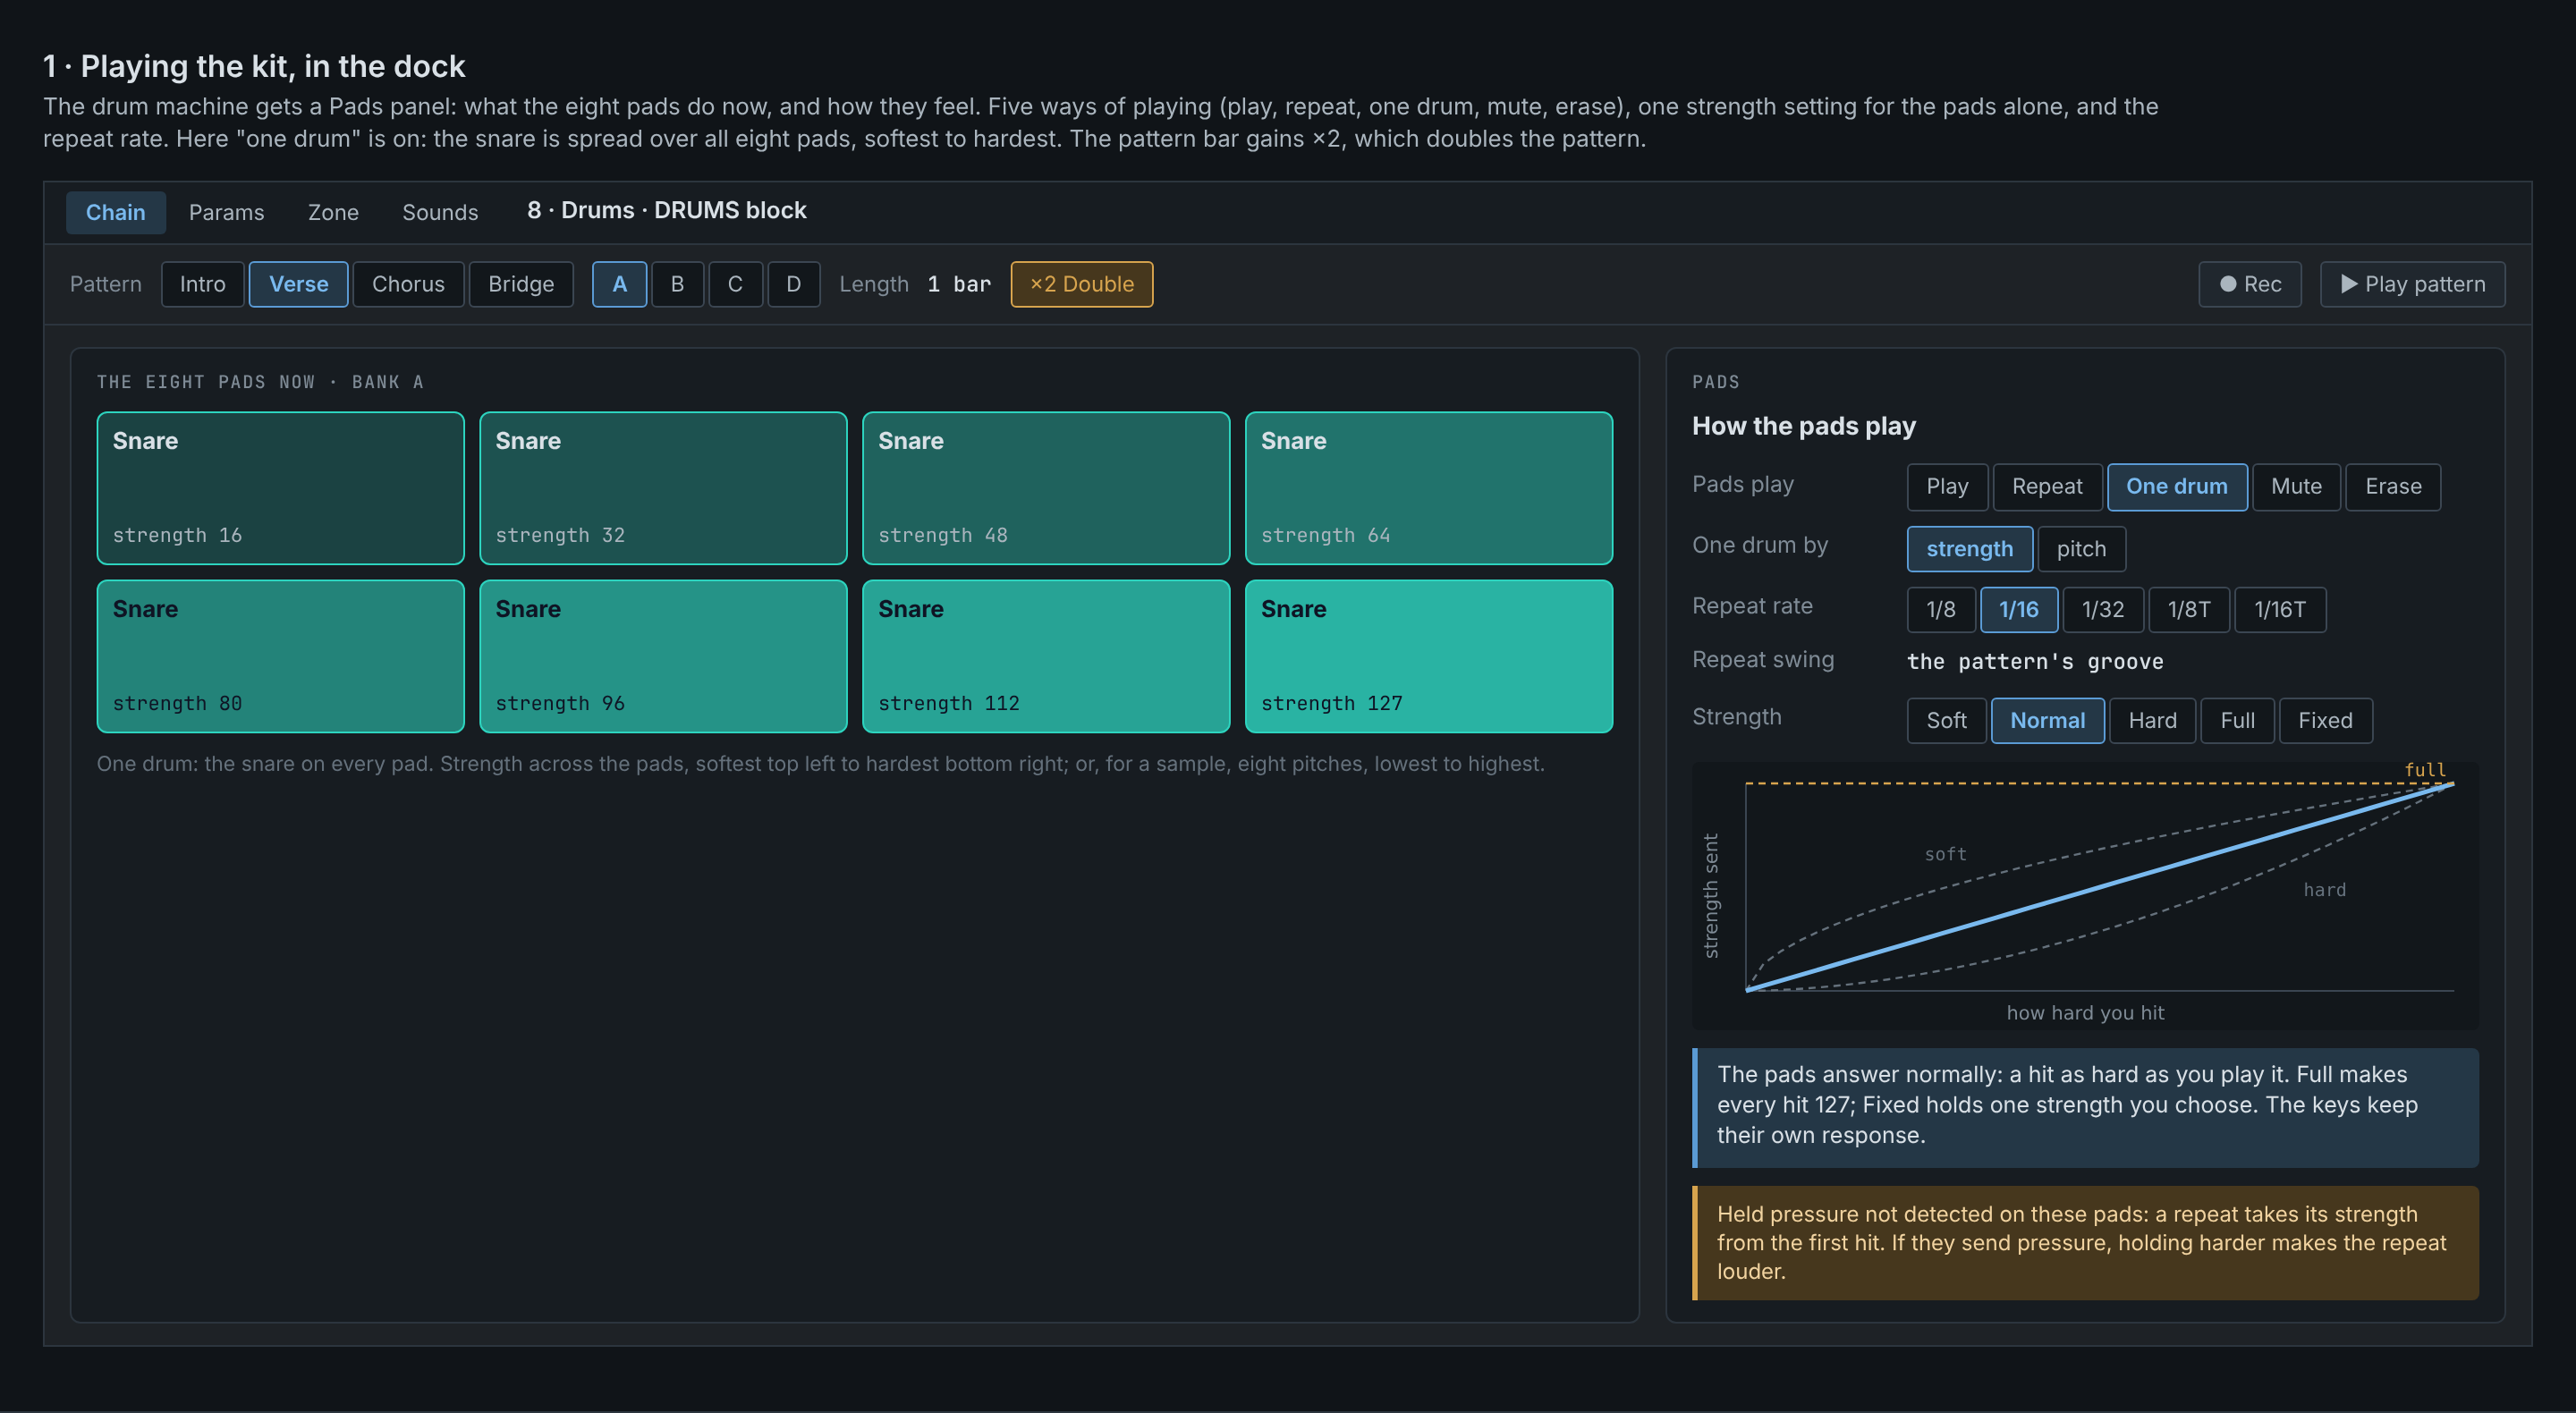 1 · Playing the kit, in the dock
The drum machine gets a Pads panel: what the eight pads do now, and how they feel. Five ways of playing (play, repeat, one drum, mute, erase), one strength setting for the pads alone, and the
repeat rate. Here "one drum" is on: the snare is spread over all eight pads, softest to hardest. The pattern bar gains ×2, which doubles the pattern.
Chain Params Zone Sounds 8 · Drums · DRUMS block
Pattern Intro Verse Chorus Bridge A B C D Length 1 bar ×2 Double ● Rec ▶ Play pattern
THE EIGHT PADS NOW · BANK A
Snare Snare Snare Snare
strength 16 strength 32 strength 48 strength 64
Snare Snare Snare Snare
strength 80 strength 96 strength 112 strength 127
One drum: the snare on every pad. Strength across the pads, softest top left to hardest bottom right; or, for a sample, eight pitches, lowest to highest.
PADS
How the pads play
Pads play Play Repeat One drum Mute Erase
One drum by strength pitch
Repeat rate 1/8 1/16 1/32 1/8T 1/16T
Repeat swing the pattern's groove
Strength Soft Normal Hard Full Fixed
full
soft
hard
strength sent
how hard you hit
The pads answer normally: a hit as hard as you play it. Full makes
every hit 127; Fixed holds one strength you choose. The keys keep
their own response.
Held pressure not detected on these pads: a repeat takes its strength
from the first hit. If they send pressure, holding harder makes the repeat
louder.